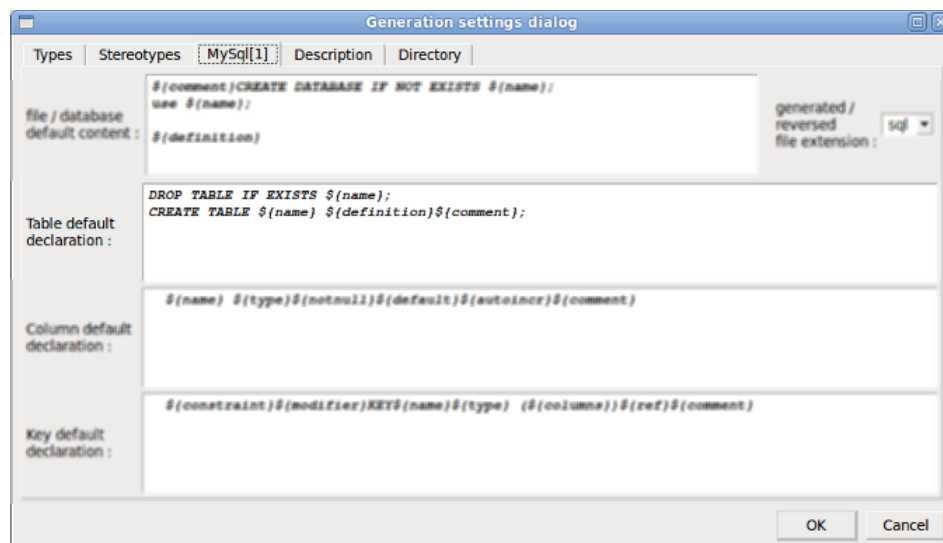 Generation settings dialog
Types Stereotypes MySql[1] Description Directory
file / database
default content :
${comment}CREATE DATABASE IF NOT EXISTS ${name};
use ${name};
${definition}
generated /
reversed
file extension :
sql
Table default
declaration :
DROP TABLE IF EXISTS ${name};
CREATE TABLE ${name} ${definition}${comment};
Column default
declaration :
${name} ${type}${notnull}${default}${autoincr}${comment}
Key default
declaration :
${constraint}${modifier}KEY${name}${type} (${columns})${ref}${comment}
OK Cancel